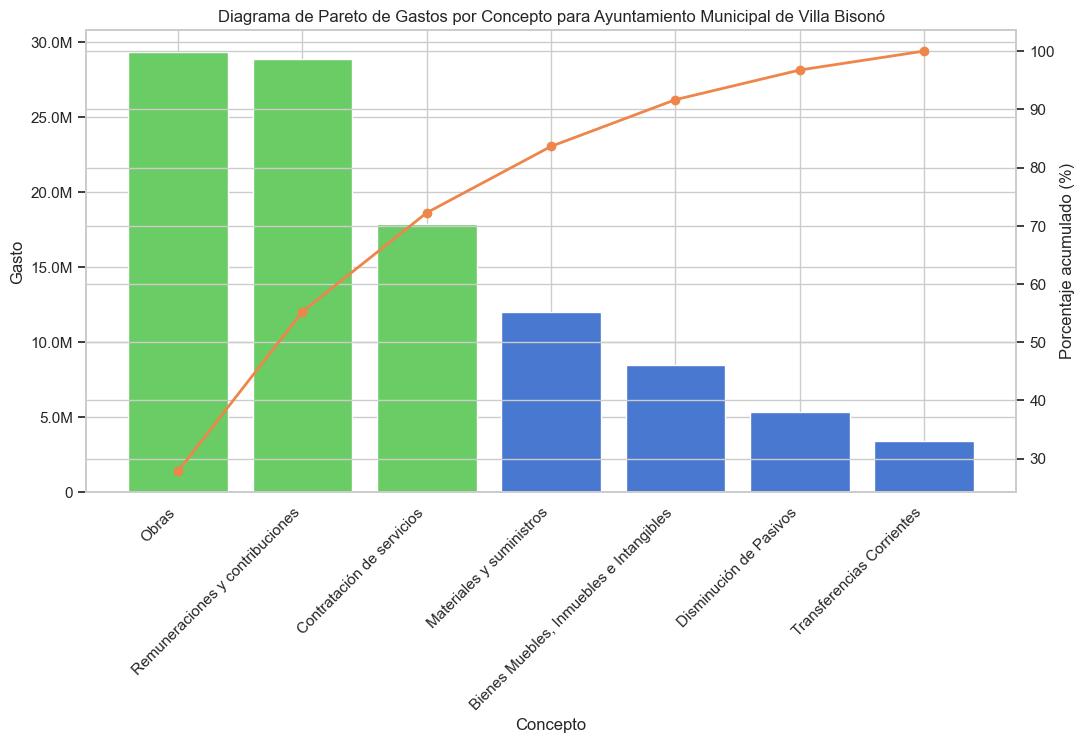 Diagrama de Pareto de Gastos por Concepto para Ayuntamiento Municipal de Villa Bisonó
Gasto
30.0M
25.0M
20.0M
15.0M
10.0M
5.0M
0
100
90
80
70
60
50
40
30
Porcentaje acumulado (%)
Obras
Remuneraciones y contribuciones
Contratación de servicios
Materiales y suministros
Bienes Muebles, Inmuebles e Intangibles
Disminución de Pasivos
Transferencias Corrientes
Concepto